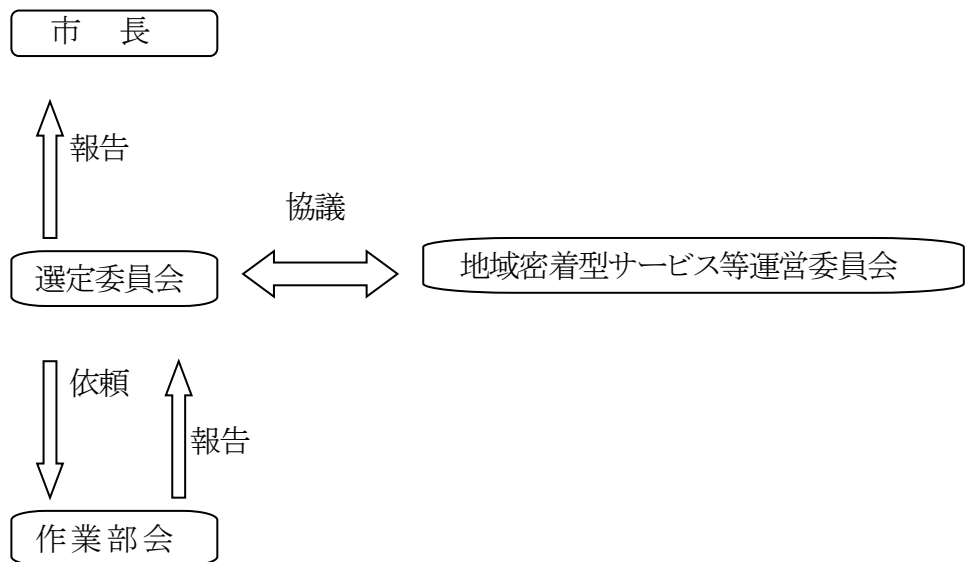 市　長
報告
協議
選定委員会
地域密着型サービス等運営委員会
依頼
報告
作業部会